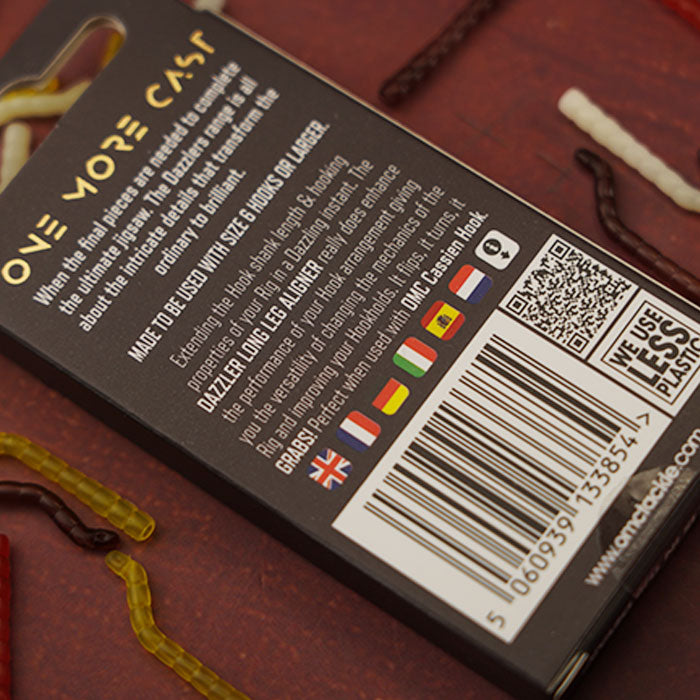 ONE MORE CAST
When the final pieces are needed to complete
the ultimate jigsaw. The Dazzlers range is all
about the intricate details that transform the
ordinary to brilliant.
MADE TO BE USED WITH SIZE 6 HOOKS OR LARGER.
Extending the Hook shank length & hooking
properties of your Rig in a Dazzling instant. The
DAZZLER LONG LEG ALIGNER really does enhance
the performance of your Hook arrangement giving
you the versatility of changing the mechanics of the
Rig and improving your Hookholds. It flips, it turns, it
GRABS! Perfect when used with OMC Cassien Hook.
WE USE
LESS
PLASTIC
5 060939 133854 >
www.omctackle.com